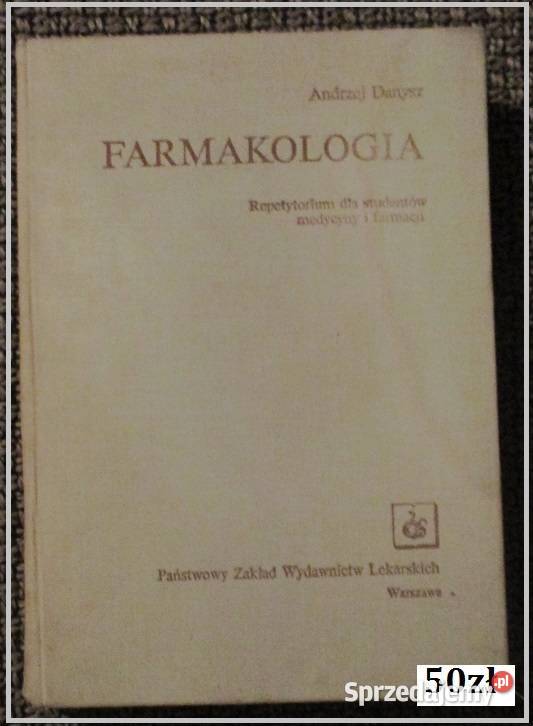 Andrzej Danysz
FARMAKOLOGIA
Repetytorium dla studentów
medycyny i farmacji
Państwowy Zakład Wydawnictw Lekarskich
Warszawa
50zł
Sprzedajemy.pl